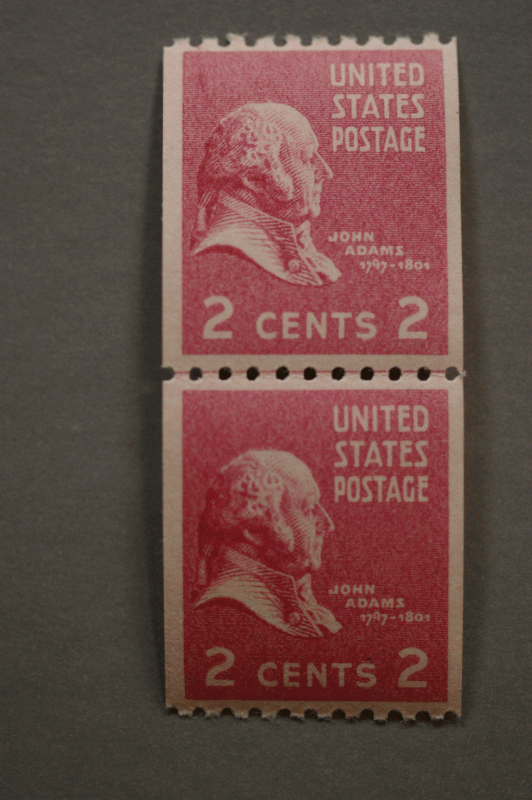 UNITED
STATES
POSTAGE
JOHN
ADAMS
1797-1801
2 CENTS 2
UNITED
STATES
POSTAGE
JOHN
ADAMS
1797-1801
2 CENTS 2